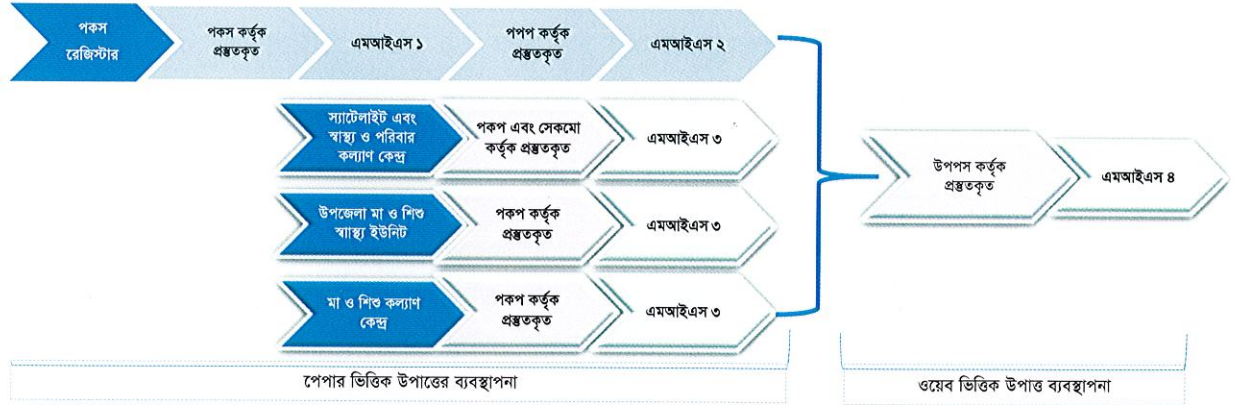 পকস
রেজিস্টার
পকস কর্তৃক
প্রস্তুতকৃত
এমআইএস ১
পপপ কর্তৃক
প্রস্তুতকৃত
এমআইএস ২
স্যাটেলাইট এবং
স্বাস্থ্য ও পরিবার
কল্যাণ কেন্দ্র
পকপ এবং সেকমো
কর্তৃক প্রস্তুতকৃত
এমআইএস ৩
উপজেলা মা ও শিশু
স্বাাস্থ্য ইউনিট
পকপ কর্তৃক
প্রস্তুতকৃত
এমআইএস ৩
মা ও শিশু কল্যাণ
কেন্দ্র
পকপ কর্তৃক
প্রস্তুতকৃত
এমআইএস ৩
উপপস কর্তৃক
প্রস্তুতকৃত
এমআইএস ৪
পেপার ভিত্তিক উপাত্তের ব্যবস্থাপনা
ওয়েব ভিত্তিক উপাত্ত ব্যবস্থাপনা